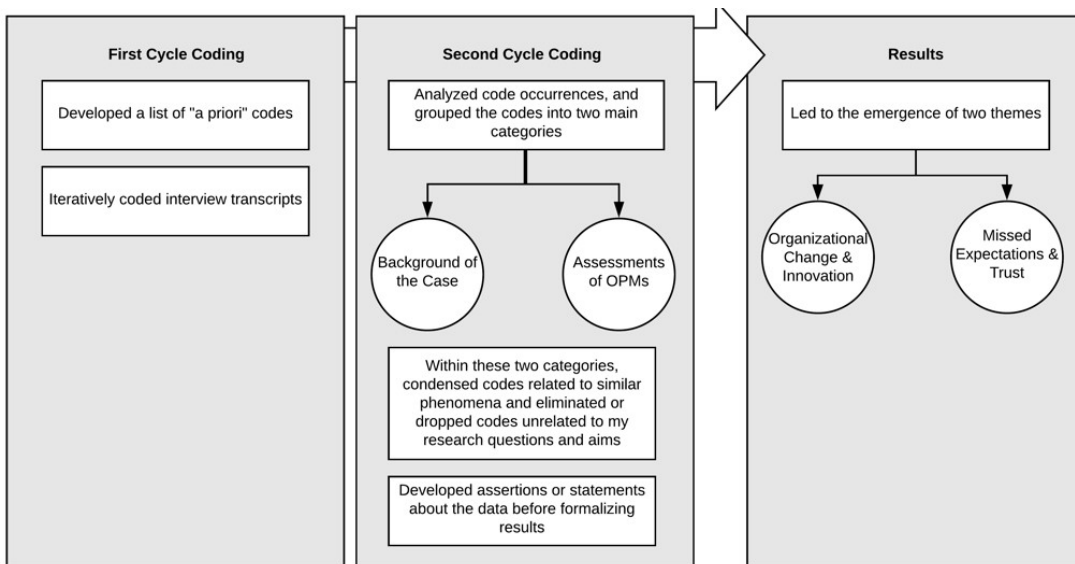 First Cycle Coding
Developed a list of "a priori" codes
Iteratively coded interview transcripts
Second Cycle Coding
Analyzed code occurrences, and
grouped the codes into two main
categories
Background of
the Case
Assessments
of OPMs
Within these two categories,
condensed codes related to similar
phenomena and eliminated or
dropped codes unrelated to my
research questions and aims
Developed assertions or statements
about the data before formalizing
results
Results
Led to the emergence of two themes
Organizational
Change &
Innovation
Missed
Expectations &
Trust